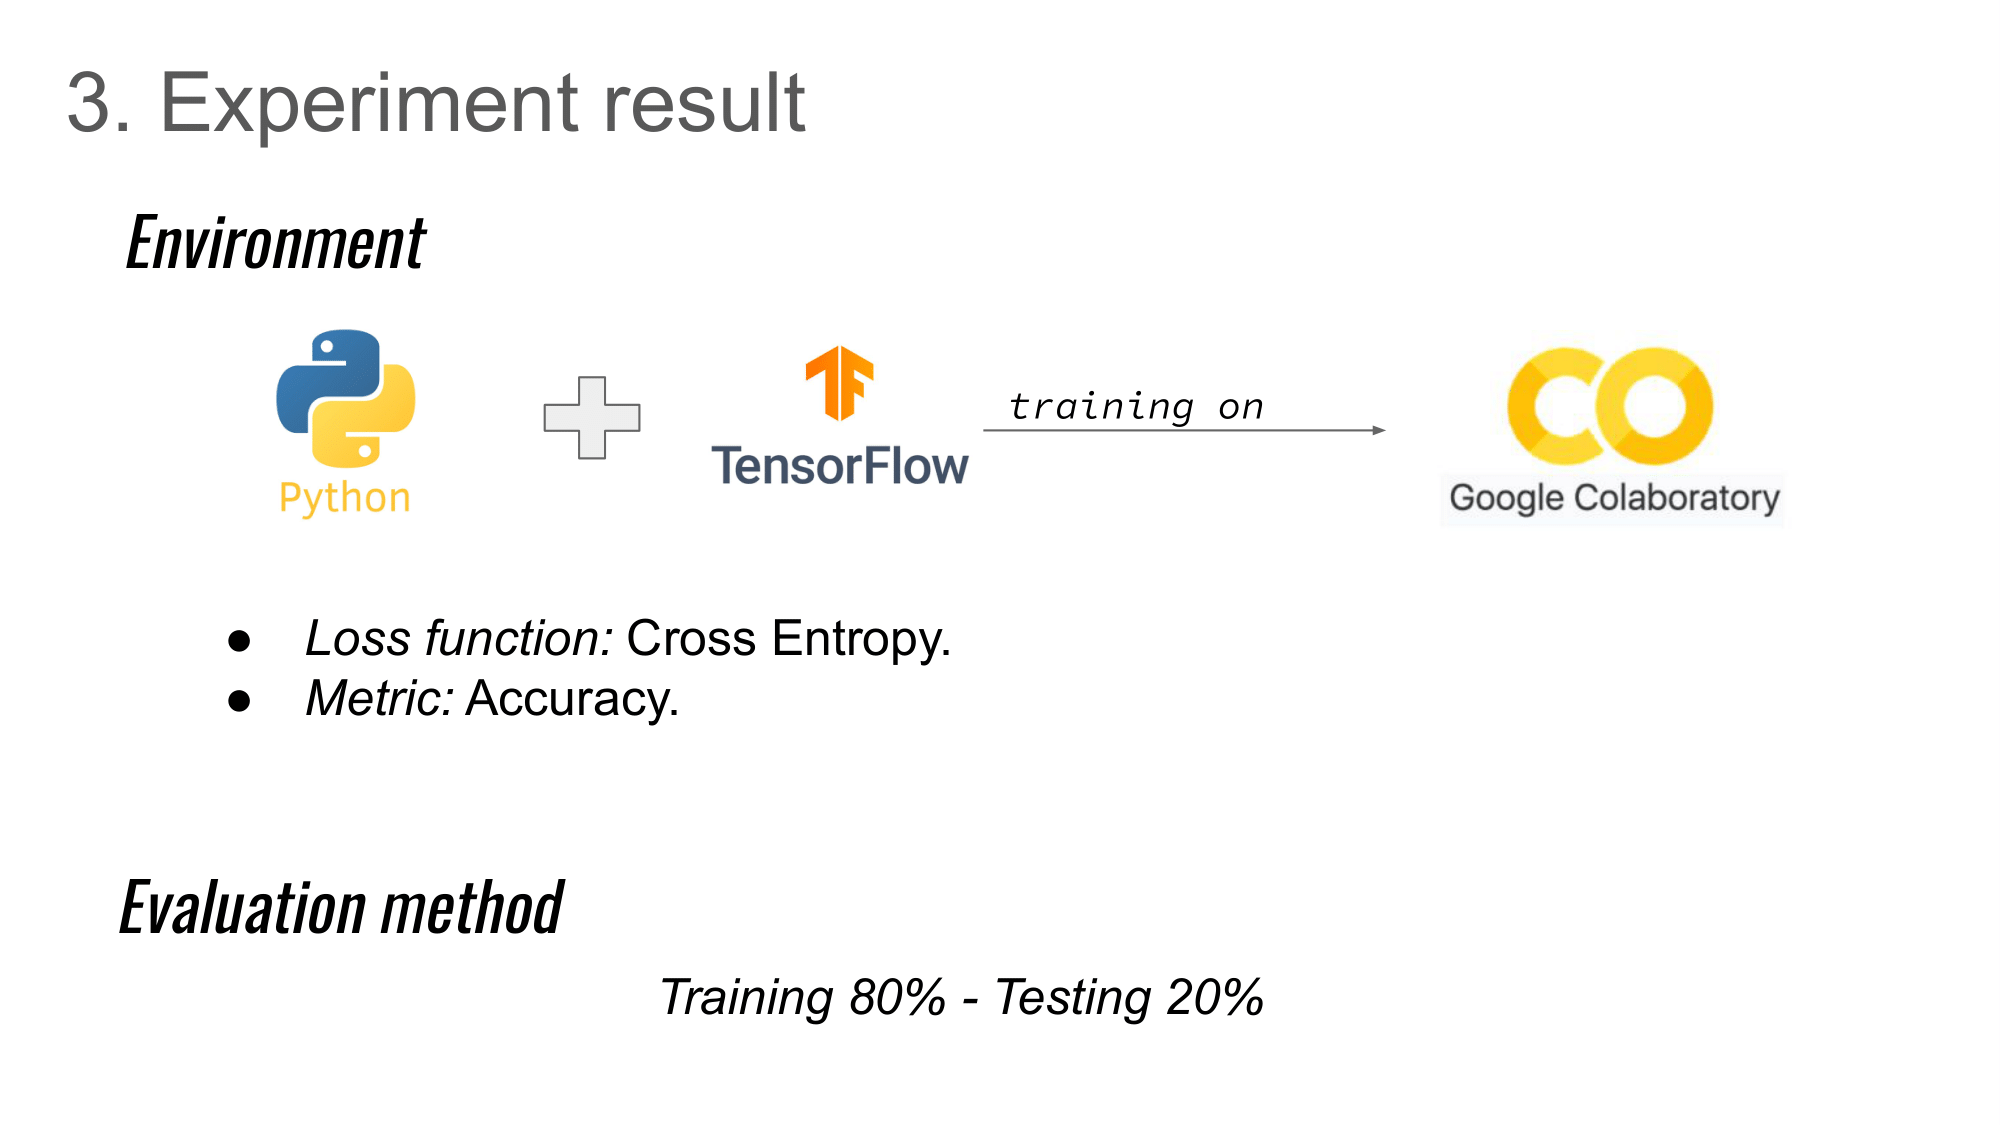 3. Experiment result
Environment
Python
TensorFlow
training on
Google Colaboratory
● Loss function: Cross Entropy.
● Metric: Accuracy.
Evaluation method
Training 80% - Testing 20%